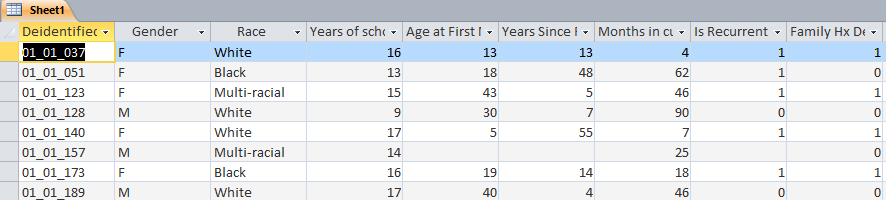 Sheet1
Deidentified Gender Race Years of scho Age at First Years Since Months in cu Is Recurrent Family Hx De
01_01_037 F White 16 13 13 4 1 1
01_01_051 F Black 13 18 48 62 1 0
01_01_123 F Multi-racial 15 43 5 46 1 1
01_01_128 M White 9 30 7 90 0 0
01_01_140 F White 17 5 55 7 1 1
01_01_157 M Multi-racial 14 25 0
01_01_173 F Black 16 19 14 18 1 1
01_01_189 M White 17 40 4 46 0 0